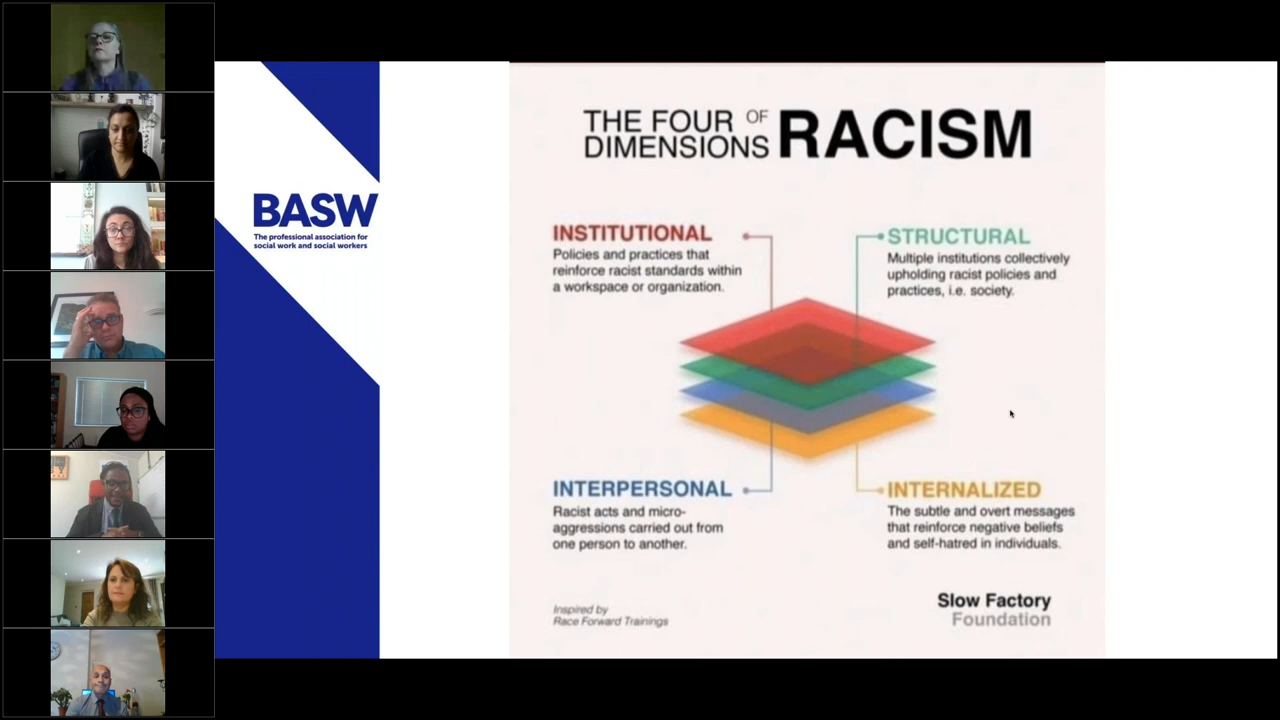 BASW
The professional association for
social work and social workers
THE FOUR OF
DIMENSIONS RACISM
INSTITUTIONAL
Policies and practices that
reinforce racist standards within
a workspace or organization.
STRUCTURAL
Multiple institutions collectively
upholding racist policies and
practices, i.e. society.
INTERPERSONAL
Racist acts and micro-
aggressions carried out from
one person to another.
INTERNALIZED
The subtle and overt messages
that reinforce negative beliefs
and self-hatred in individuals.
Inspired by
Race Forward Trainings
Slow Factory
Foundation